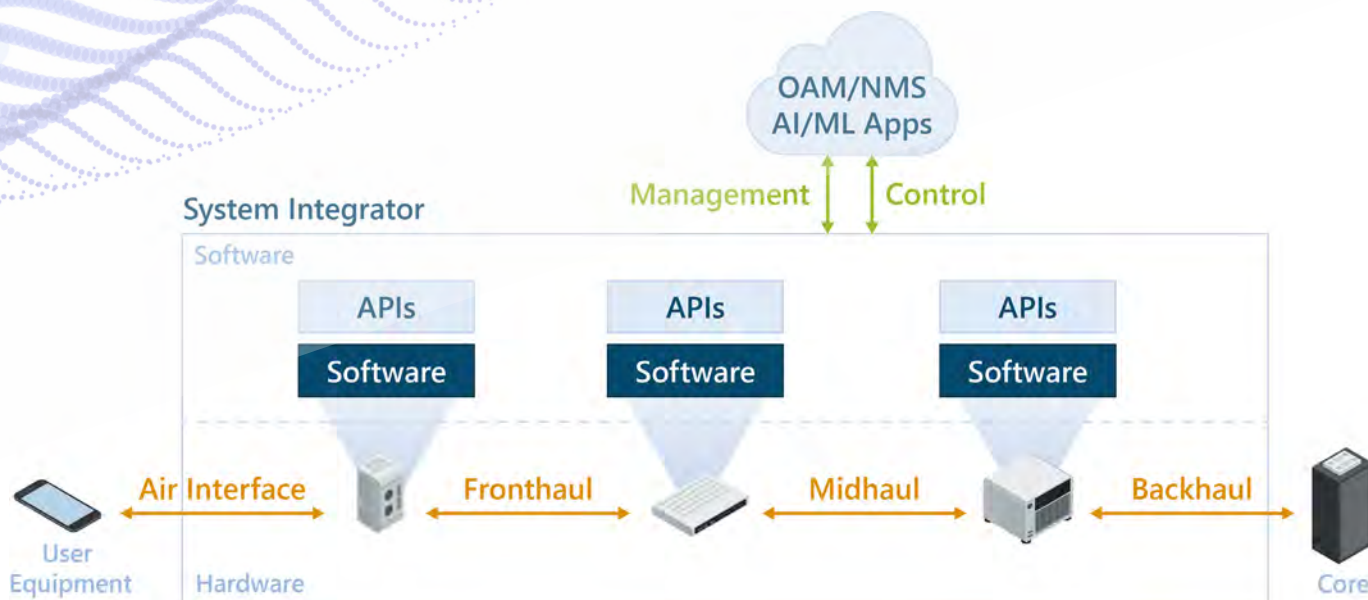 OAM/NMS
AI/ML Apps
Management
Control
System Integrator
Software
APIs
APIs
APIs
Software
Software
Software
Air Interface
Fronthaul
Midhaul
Backhaul
User
Equipment
Hardware
Core